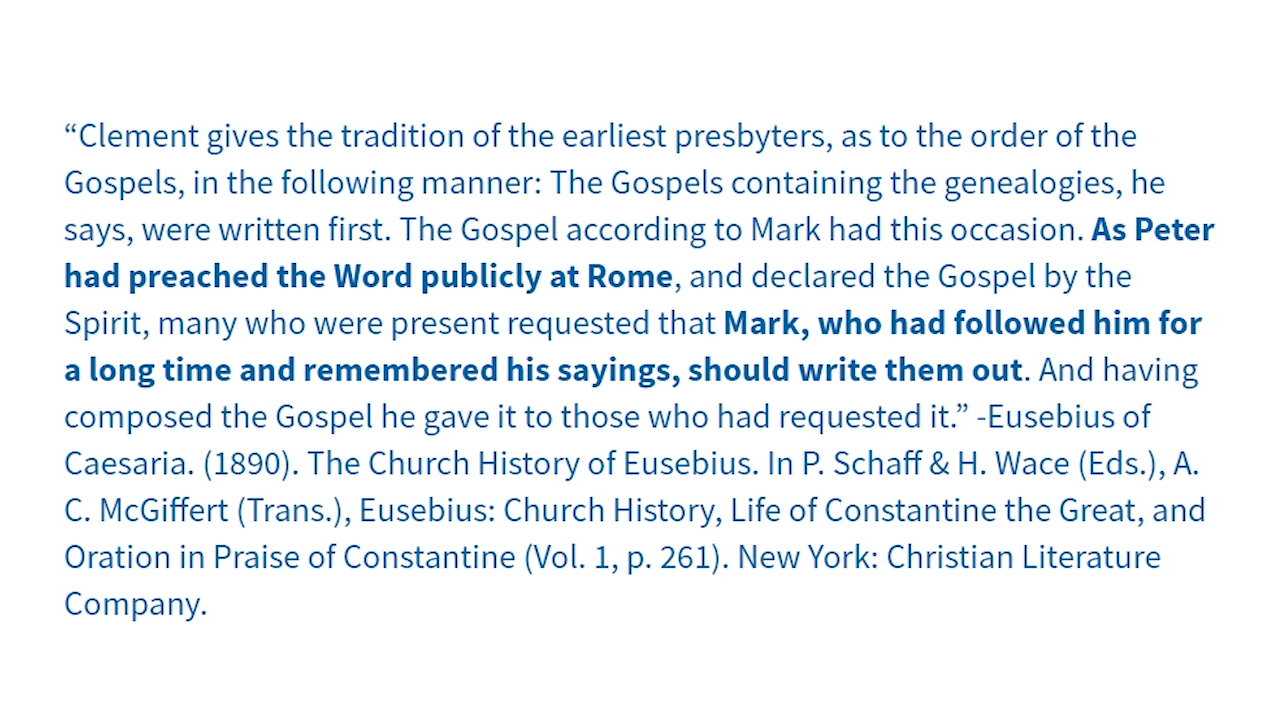 “Clement gives the tradition of the earliest presbyters, as to the order of the
Gospels, in the following manner: The Gospels containing the genealogies, he
says, were written first. The Gospel according to Mark had this occasion. As Peter
had preached the Word publicly at Rome, and declared the Gospel by the
Spirit, many who were present requested that Mark, who had followed him for
a long time and remembered his sayings, should write them out. And having
composed the Gospel he gave it to those who had requested it.” -Eusebius of
Caesaria. (1890). The Church History of Eusebius. In P. Schaff & H. Wace (Eds.), A.
C. McGiffert (Trans.), Eusebius: Church History, Life of Constantine the Great, and
Oration in Praise of Constantine (Vol. 1, p. 261). New York: Christian Literature
Company.